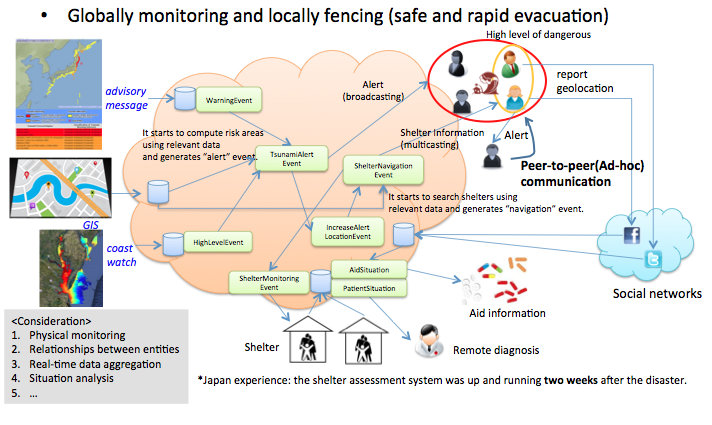 • Globally monitoring and locally fencing (safe and rapid evacuation)
High level of dangerous
advisory
message
WarningEvent
Alert
(broadcasting)
report
geolocation
It starts to compute risk areas
using relevant data
and generates "alert" event.
TsunamiAlert
Event
Shelter Information
(multicasting)
Alert
ShelterNavigation
Event
Peer-to-peer(Ad-hoc)
communication
It starts to search shelters using
relevant data and generates "navigation" event.
GIS
coast
watch
HighLevelEvent
IncreaseAlert
LocationEvent
ShelterMonitoring
Event
AidSituation
PatientSituation
Social networks
Aid information
<Consideration>
1. Physical monitoring
2. Relationships between entities
3. Real-time data aggregation
4. Situation analysis
5. ...
Shelter
Remote diagnosis
*Japan experience: the shelter assessment system was up and running two weeks after the disaster.